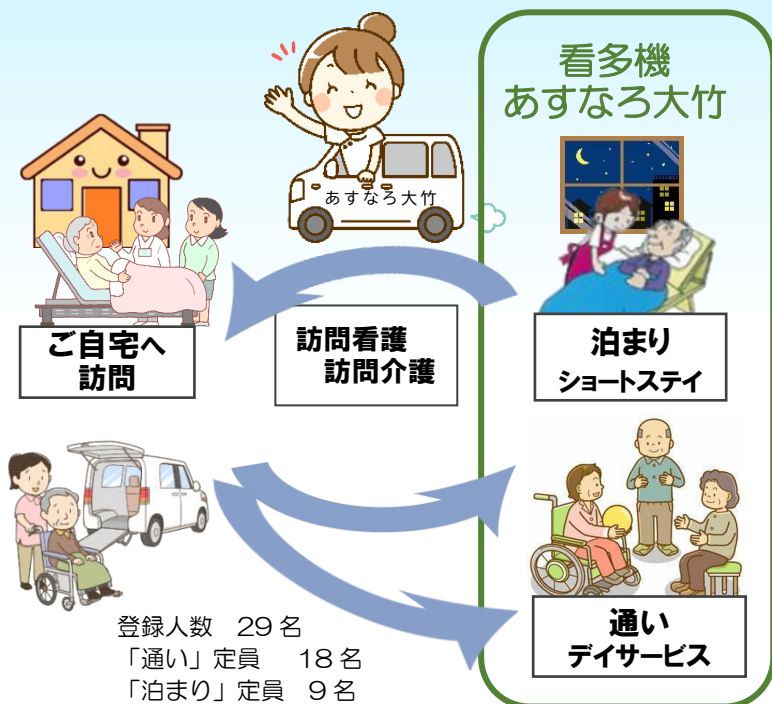 看多機
あすなろ大竹
あすなろ大竹
ご自宅へ
訪問
訪問看護
訪問介護
泊まり
ショートステイ
通い
デイサービス
登録人数 29名
「通い」定員 18名
「泊まり」定員 9名